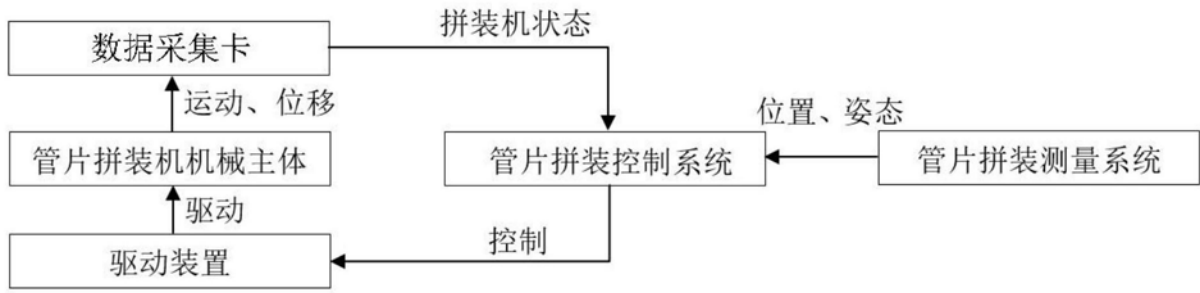 数据采集卡
拼装机状态
运动、位移
位置、姿态
管片拼装机机械主体
管片拼装控制系统
管片拼装测量系统
驱动
控制
驱动装置